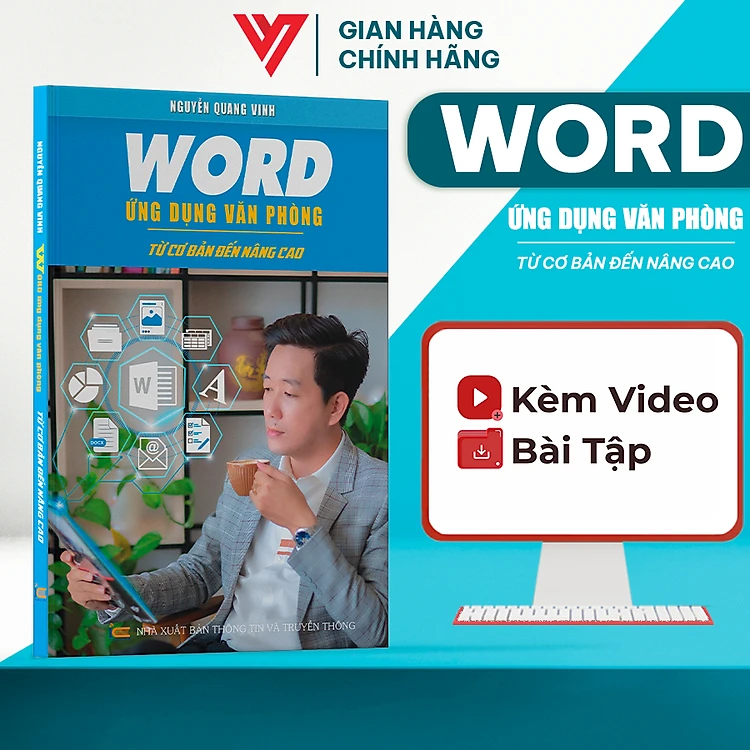 GIAN HÀNG
CHÍNH HÃNG
NGUYỄN QUANG VINH
WORD
ỨNG DỤNG VĂN PHÒNG
TỪ CƠ BẢN ĐẾN NÂNG CAO
W
A
DOCX
@
NHÀ XUẤT BẢN THÔNG TIN VÀ TRUYỀN THÔNG
NGUYỄN QUANG VINH
Word ứng dụng văn phòng
TỪ CƠ BẢN ĐẾN NÂNG CAO
WORD
ỨNG DỤNG VĂN PHÒNG
TỪ CƠ BẢN ĐẾN NÂNG CAO
Kèm Video
Bài Tập